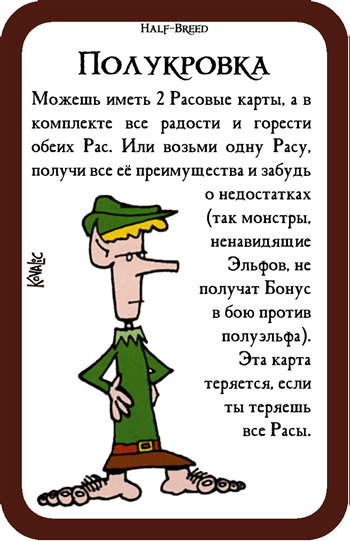 Half-Breed
Полукровка
Можешь иметь 2 Расовые карты, а в
комплекте все радости и горести
обеих Рас. Или возьми одну Расу,
получи все её преимущества и забудь
о недостатках
(так монстры,
ненавидящие
Эльфов, не
получат Бонус
в бою против
полуэльфа).
Эта карта
теряется, если
ты теряешь
все Расы.
Kovalic